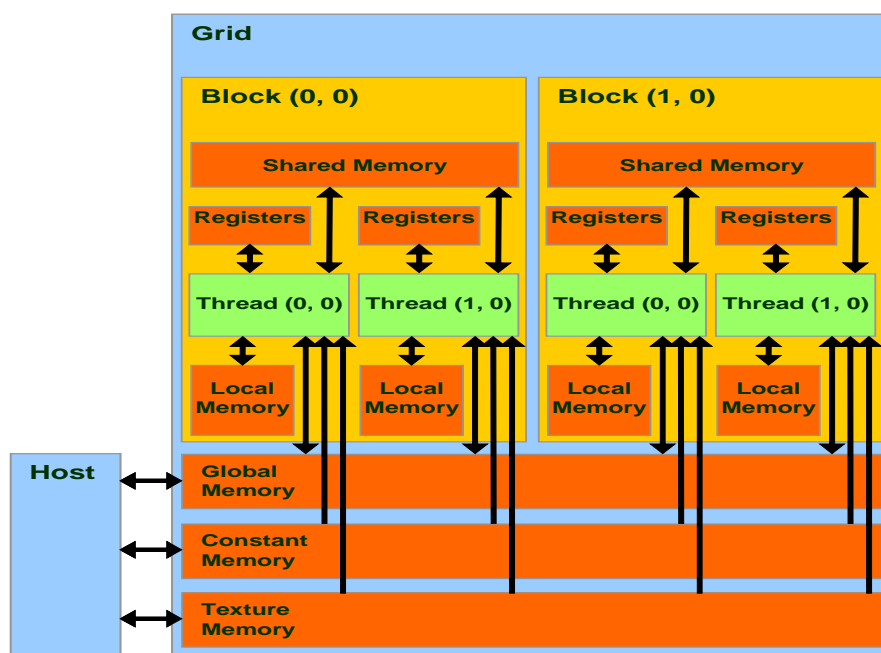 Grid
Block (0, 0)
Block (1, 0)
Shared Memory
Shared Memory
Registers
Registers
Registers
Registers
Thread (0, 0)
Thread (1, 0)
Thread (0, 0)
Thread (1, 0)
Local
Memory
Local
Memory
Local
Memory
Local
Memory
Host
Global
Memory
Constant
Memory
Texture
Memory